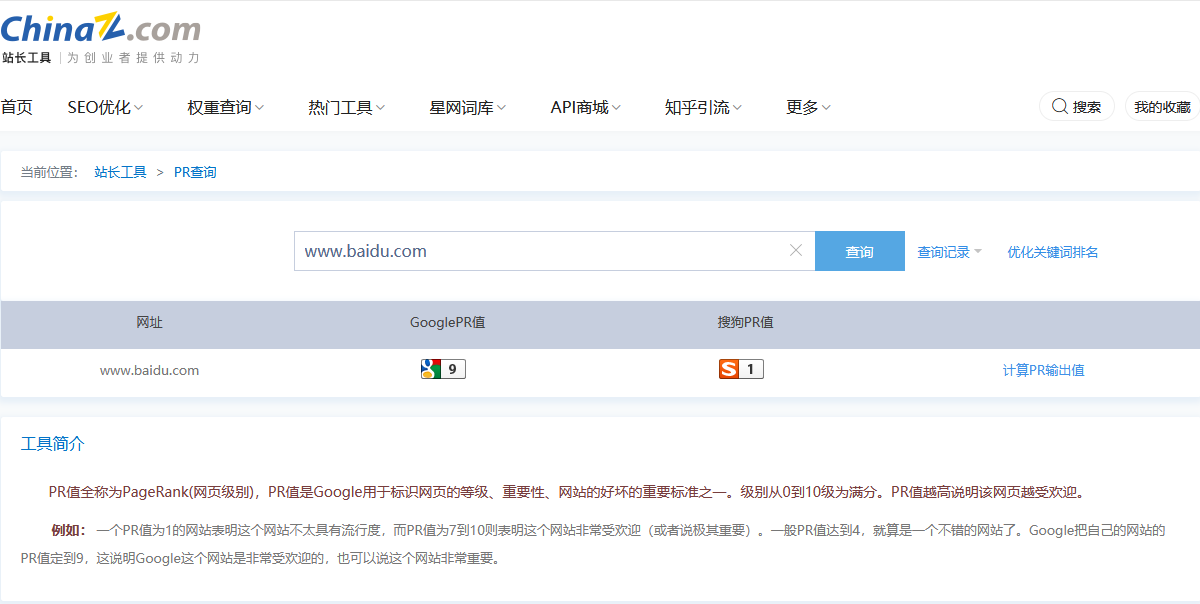 ChinaZ.com
站长工具 | 为创业者提供动力
首页 SEO优化 权重查询 热门工具 星网词库 API商城 知乎引流 更多 搜索 我的收藏
当前位置： 站长工具 > PR查询
www.baidu.com 查询 查询记录 优化关键词排名
网址 GooglePR值 搜狗PR值
www.baidu.com 9 S 1 计算PR输出值
工具简介
PR值全称为PageRank(网页级别)，PR值是Google用于标识网页的等级、重要性、网站的好坏的重要标准之一。级别从0到10级为满分。PR值越高说明该网页越受欢迎。
例如： 一个PR值为1的网站表明这个网站不太具有流行度，而PR值为7到10则表明这个网站非常受欢迎（或者说极其重要）。一般PR值达到4，就算是一个不错的网站了。Google把自己的网站的
PR值定到9，这说明Google这个网站是非常受欢迎的，也可以说这个网站非常重要。